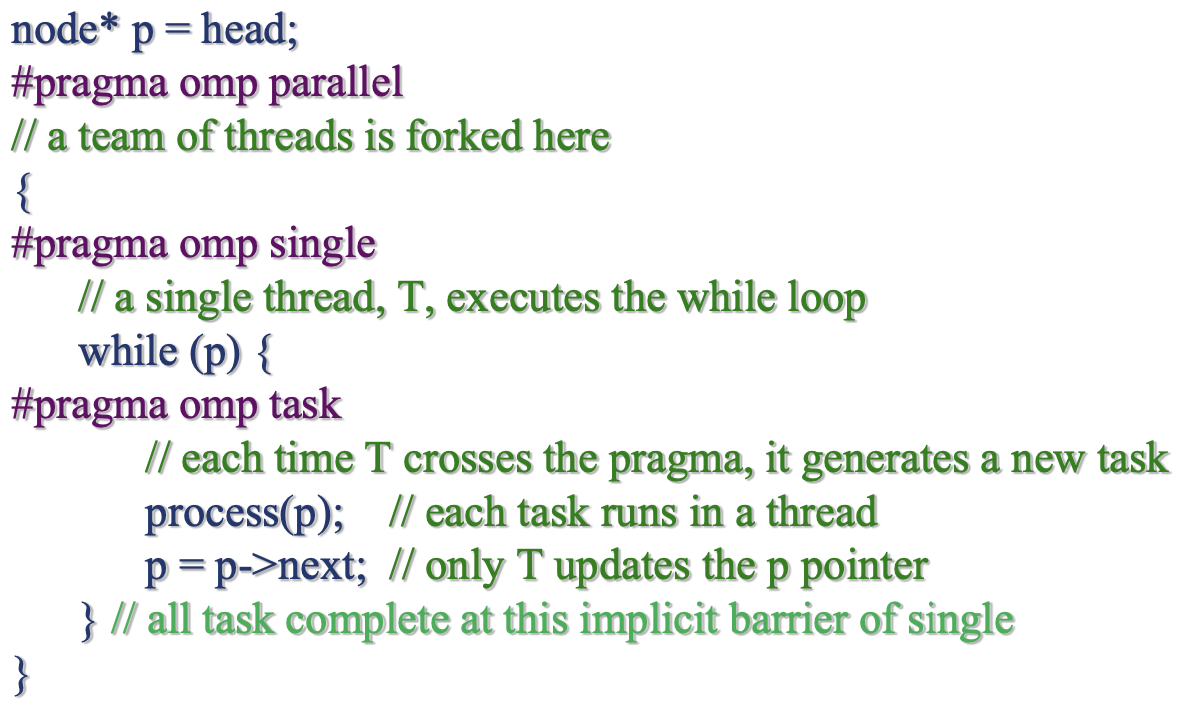 node* p = head;
#pragma omp parallel
// a team of threads is forked here
{
#pragma omp single
// a single thread, T, executes the while loop
while (p) {
#pragma omp task
// each time T crosses the pragma, it generates a new task
process(p); // each task runs in a thread
p = p->next; // only T updates the p pointer
} // all task complete at this implicit barrier of single
}